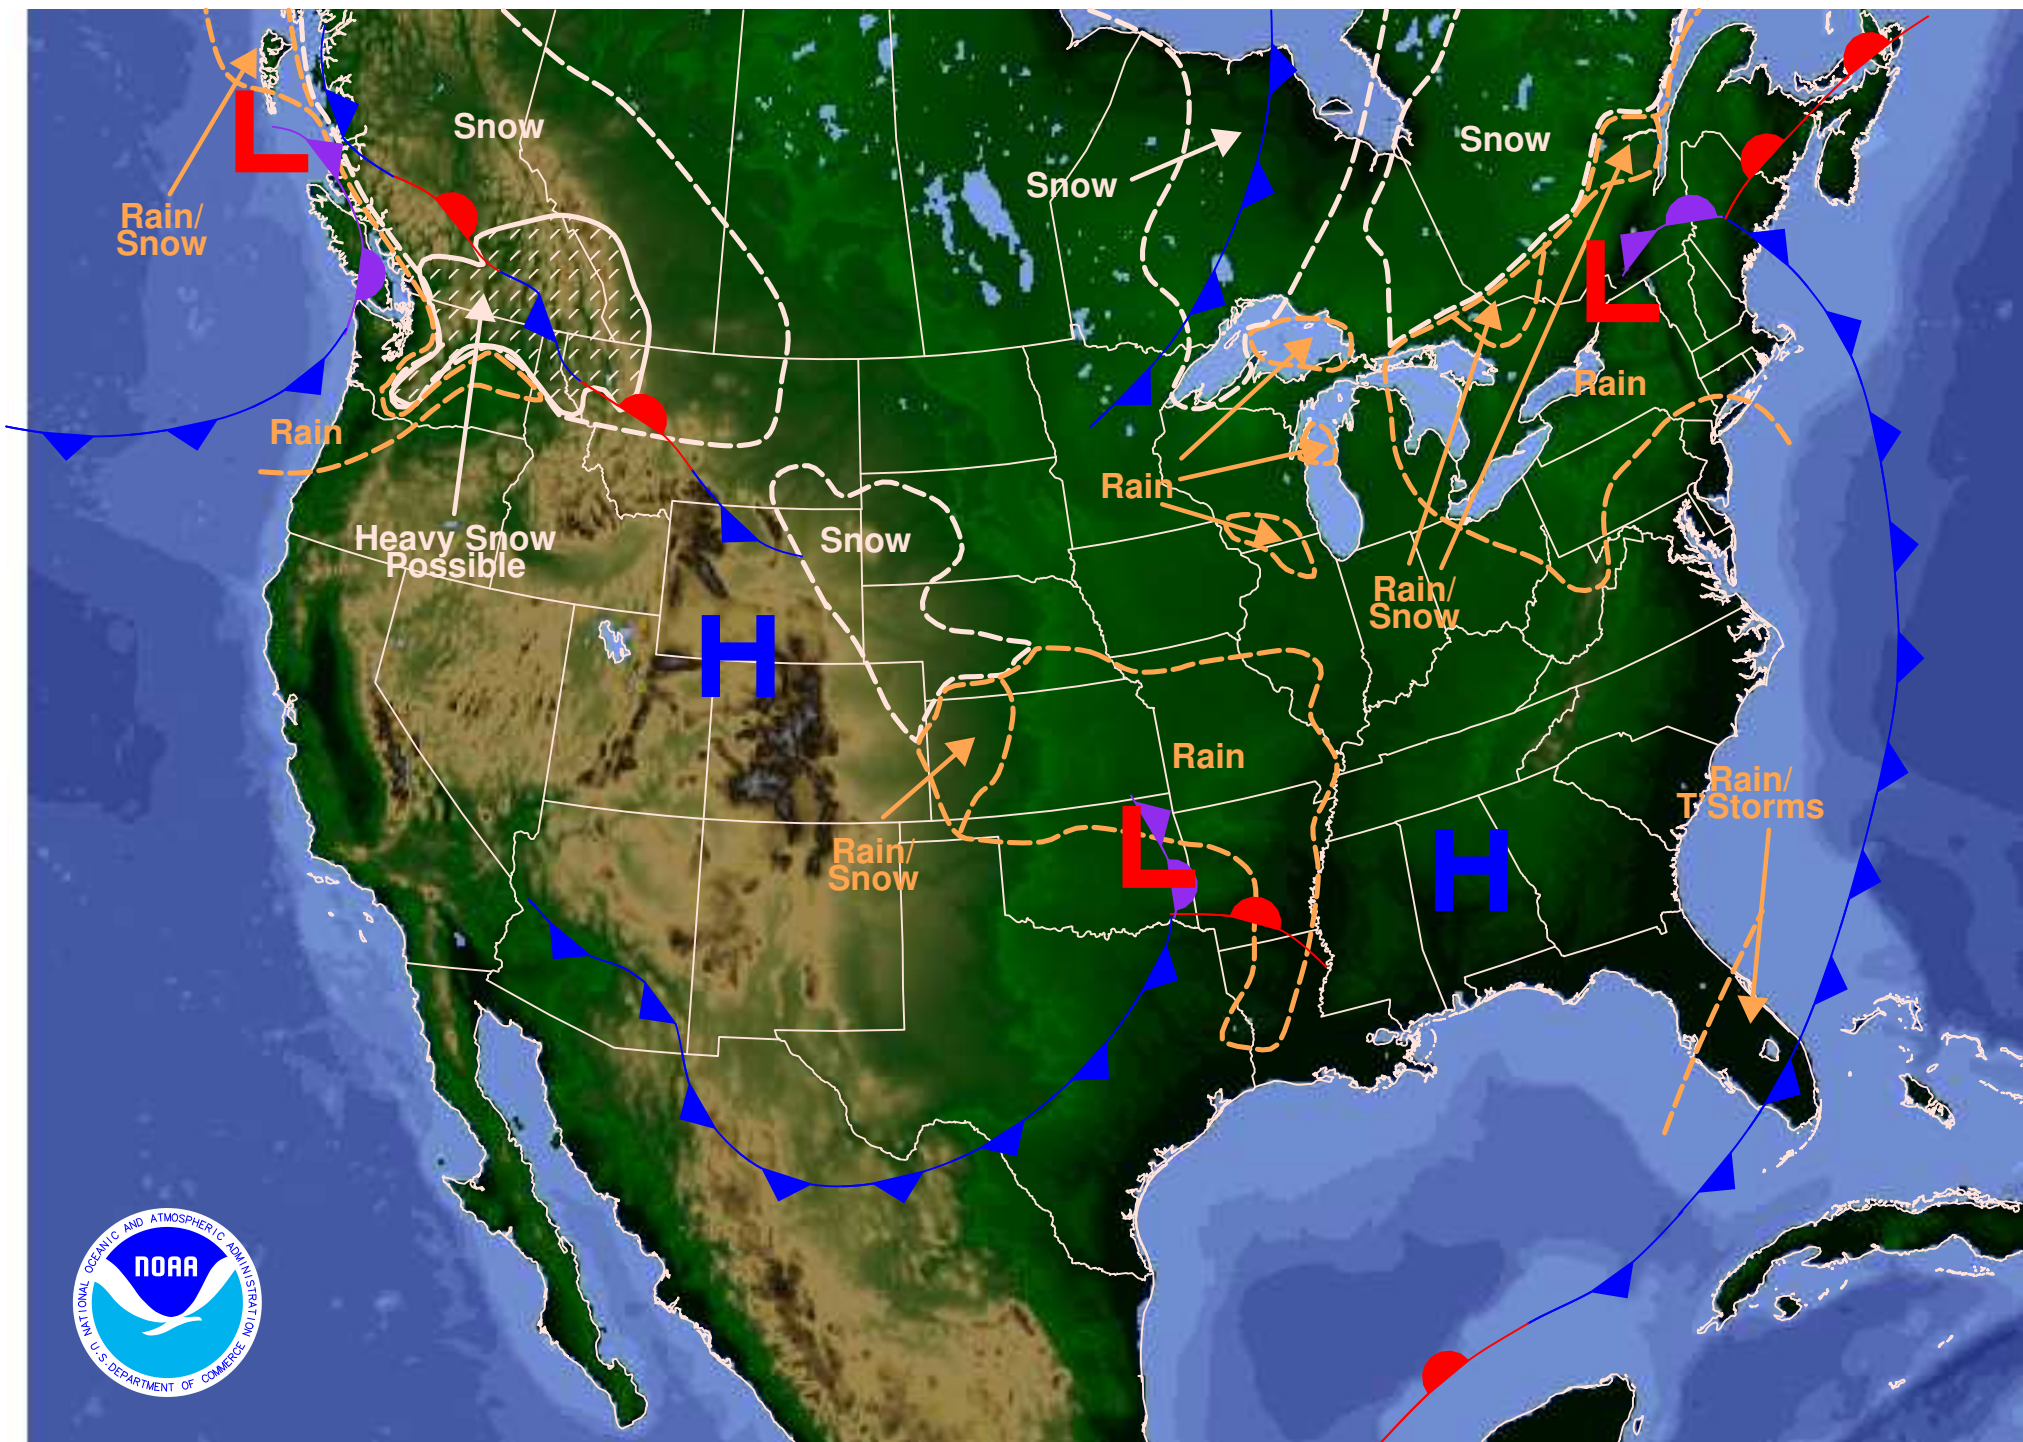 Snow
Snow
Snow
Rain/
Snow
L
L
Rain
Rain
Rain
Heavy Snow
Possible
Snow
Rain/
Snow
H
Rain
Rain/
T'Storms
L
H
Rain/
Snow
NATIONAL OCEANIC AND ATMOSPHERIC ADMINISTRATION
NOAA
U.S. DEPARTMENT OF COMMERCE